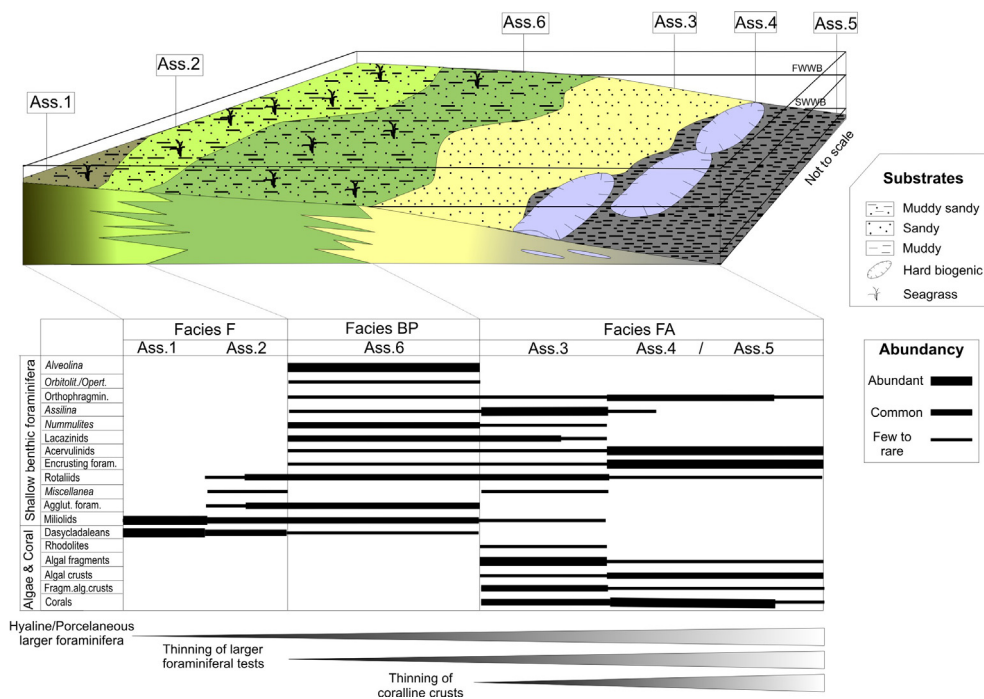 Ass.1
Ass.2
Ass.6
Ass.3
Ass.4
Ass.5
FWWB
SWWB
Not to scale
Substrates
Muddy sandy
Sandy
Muddy
Hard biogenic
Seagrass
Abundancy
Abundant
Common
Few to
rare
Facies F
Facies BP
Facies FA
Ass.1
Ass.2
Ass.6
Ass.3
Ass.4 / Ass.5
Shallow benthic foraminifera
Alveolina
Orbitolit./Opert.
Orthophragmin.
Assilina
Nummulites
Lacazinids
Acervulinids
Encrusting foram.
Rotaliids
Miscellanea
Agglut. foram.
Miliolids
Algae & Coral
Dasycladaleans
Rhodolites
Algal fragments
Algal crusts
Fragm.alg.crusts
Corals
Hyaline/Porcelaneous
larger foraminifera
Thinning of larger
foraminiferal tests
Thinning of
coralline crusts